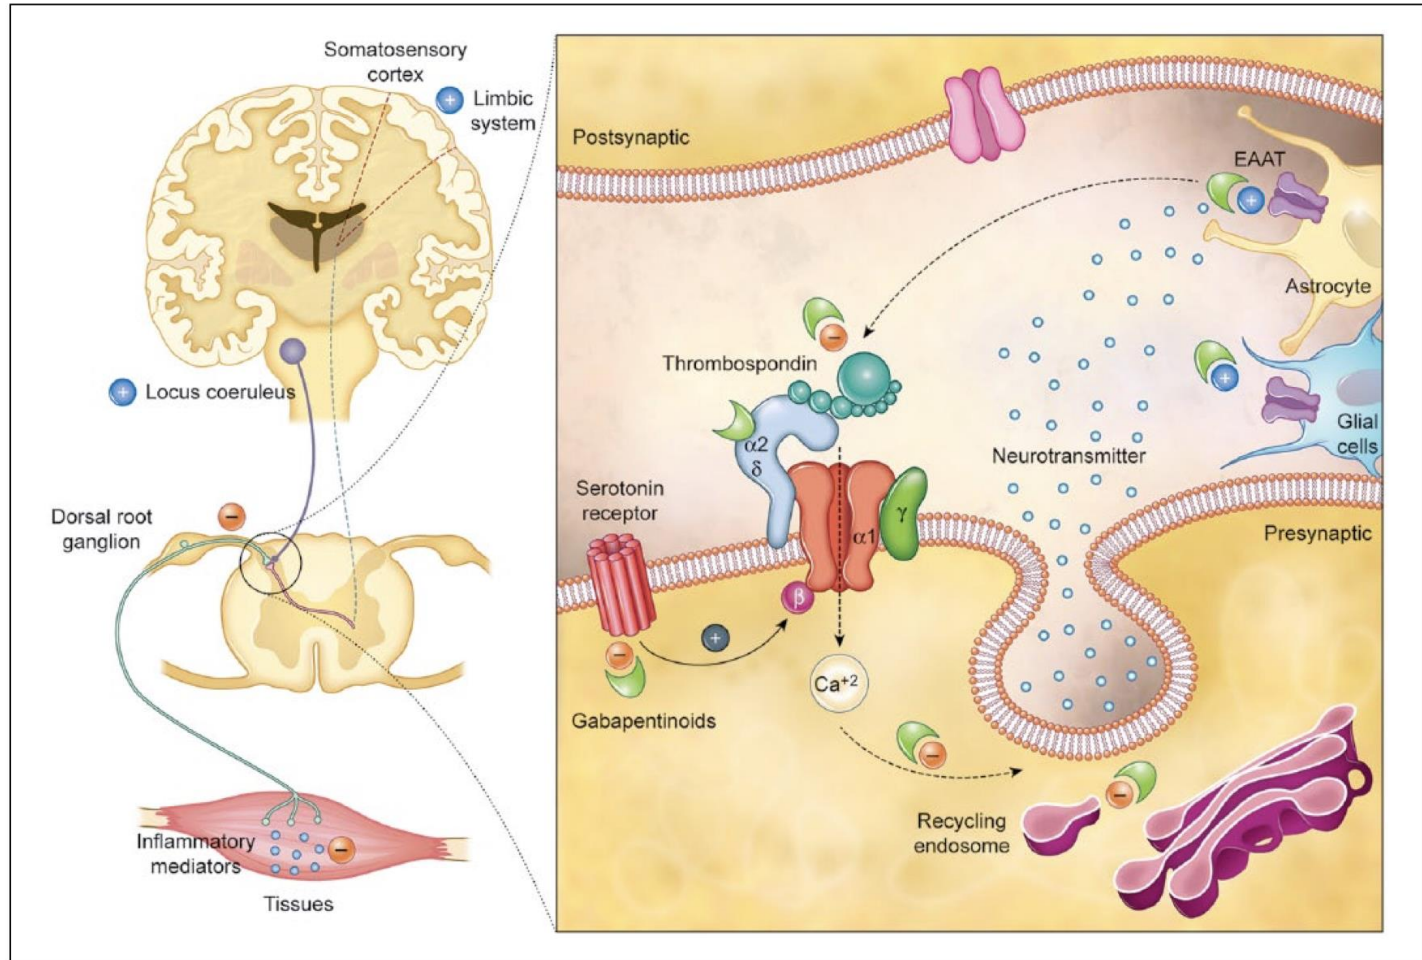 Somatosensory
cortex
+
Limbic
system
+
Locus coeruleus
−
Dorsal root
ganglion
Inflammatory
mediators
−
Tissues
Postsynaptic
EAAT
+
Astrocyte
−
Thrombospondin
+
Glial
cells
α2
δ
Neurotransmitter
Serotonin
receptor
α1
γ
Presynaptic
β
+
−
Ca+2
Gabapentinoids
−
−
Recycling
endosome